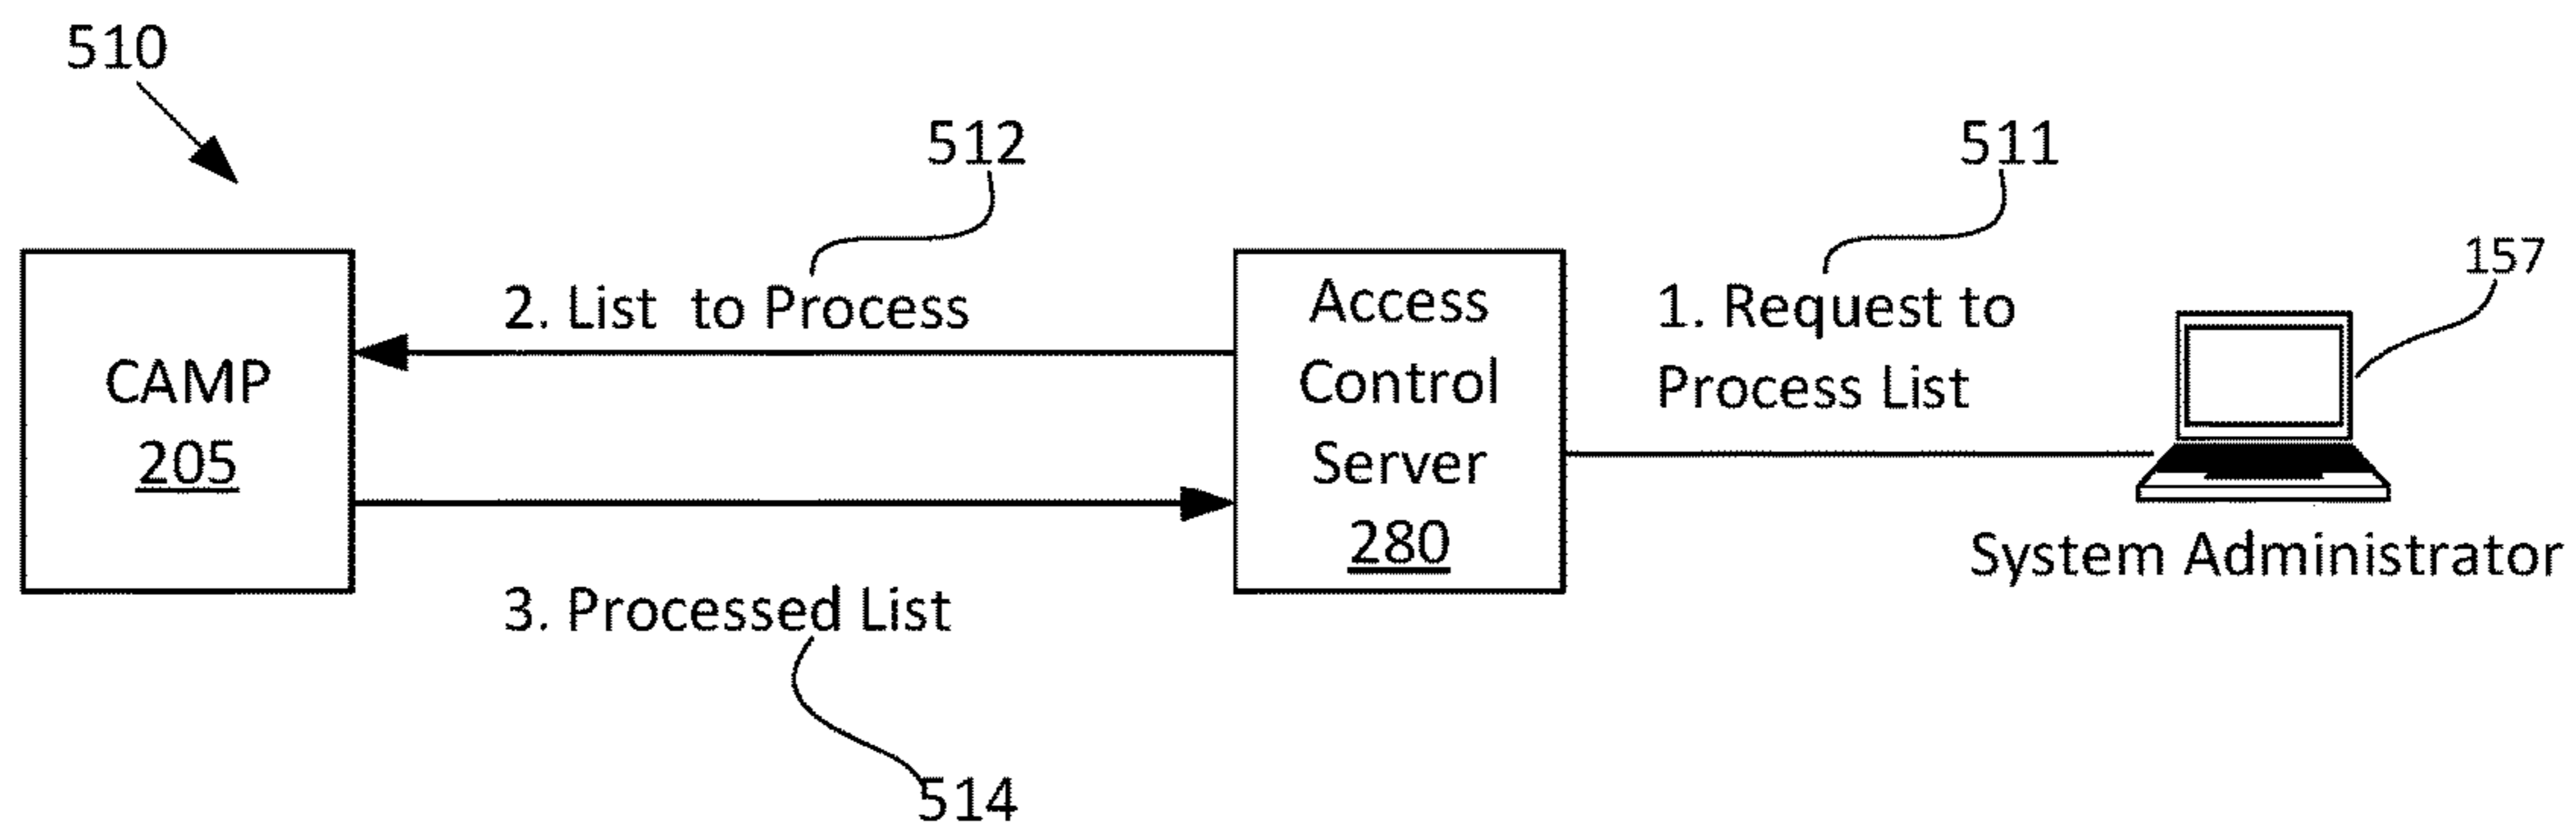 510
512
511
157
2. List to Process
1. Request to
Process List
CAMP
205
Access
Control
Server
280
System Administrator
3. Processed List
514